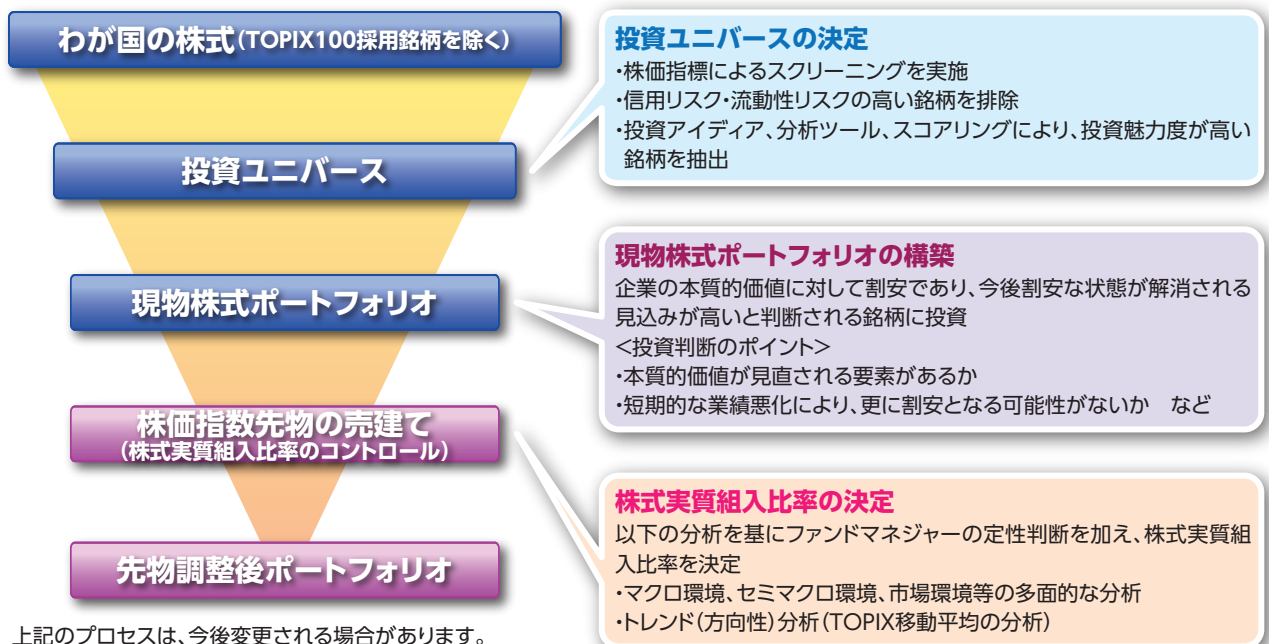 わが国の株式(TOPIX100採用銘柄を除く)
投資ユニバース
現物株式ポートフォリオ
株価指数先物の売建て
(株式実質組入比率のコントロール)
先物調整後ポートフォリオ
上記のプロセスは、今後変更される場合があります。
投資ユニバースの決定
・株価指標によるスクリーニングを実施
・信用リスク・流動性リスクの高い銘柄を排除
・投資アイディア、分析ツール、スコアリングにより、投資魅力度が高い
銘柄を抽出
現物株式ポートフォリオの構築
企業の本質的価値に対して割安であり、今後割安な状態が解消される
見込みが高いと判断される銘柄に投資
<投資判断のポイント>
・本質的価値が見直される要素があるか
・短期的な業績悪化により、更に割安となる可能性がないか　など
株式実質組入比率の決定
以下の分析を基にファンドマネジャーの定性判断を加え、株式実質組
入比率を決定
・マクロ環境、セミマクロ環境、市場環境等の多面的な分析
・トレンド(方向性)分析(TOPIX移動平均の分析)